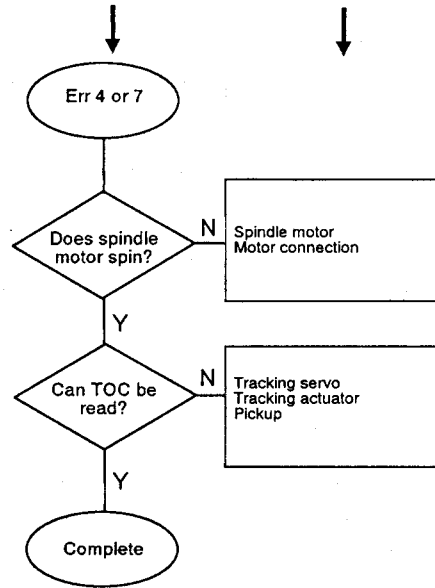 Err 4 or 7
Does spindle
motor spin?
N
Spindle motor
Motor connection
Y
Can TOC be
read?
N
Tracking servo
Tracking actuator
Pickup
Y
Complete